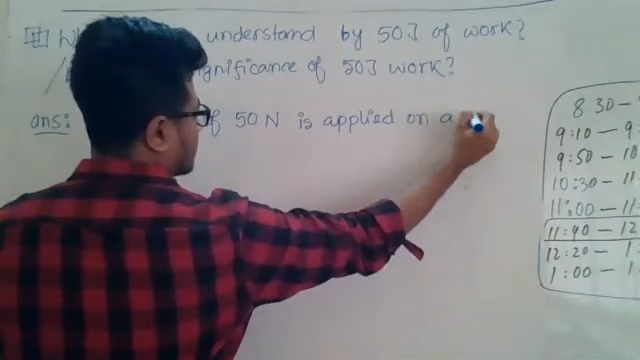 understand by 50J of work?
significance of 50J work?
ans: of 50 N is applied on a
8 30 -
9:10 - 9:
9:50 - 10
10:30 - 11
11:00 - 11
11:40 - 12
12:20 - 1
1:00 - 1